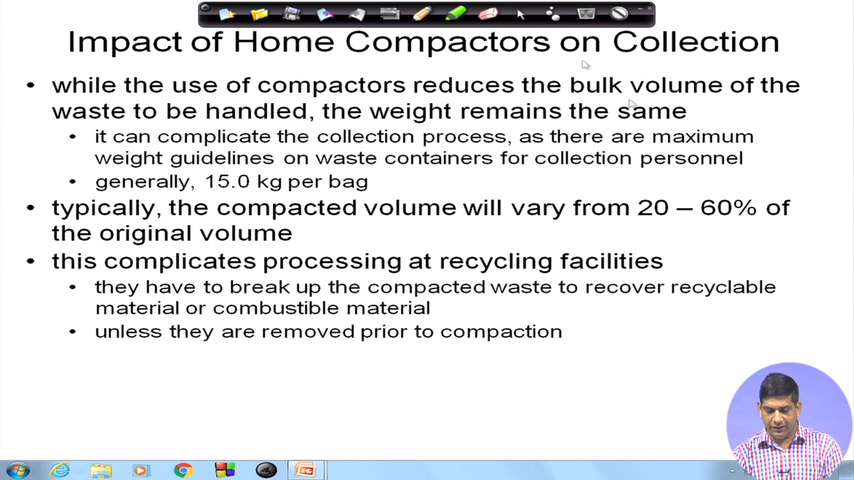 Impact of Home Compactors on Collection
• while the use of compactors reduces the bulk volume of the
waste to be handled, the weight remains the same
• it can complicate the collection process, as there are maximum
weight guidelines on waste containers for collection personnel
• generally, 15.0 kg per bag
• typically, the compacted volume will vary from 20 – 60% of
the original volume
• this complicates processing at recycling facilities
• they have to break up the compacted waste to recover recyclable
material or combustible material
• unless they are removed prior to compaction